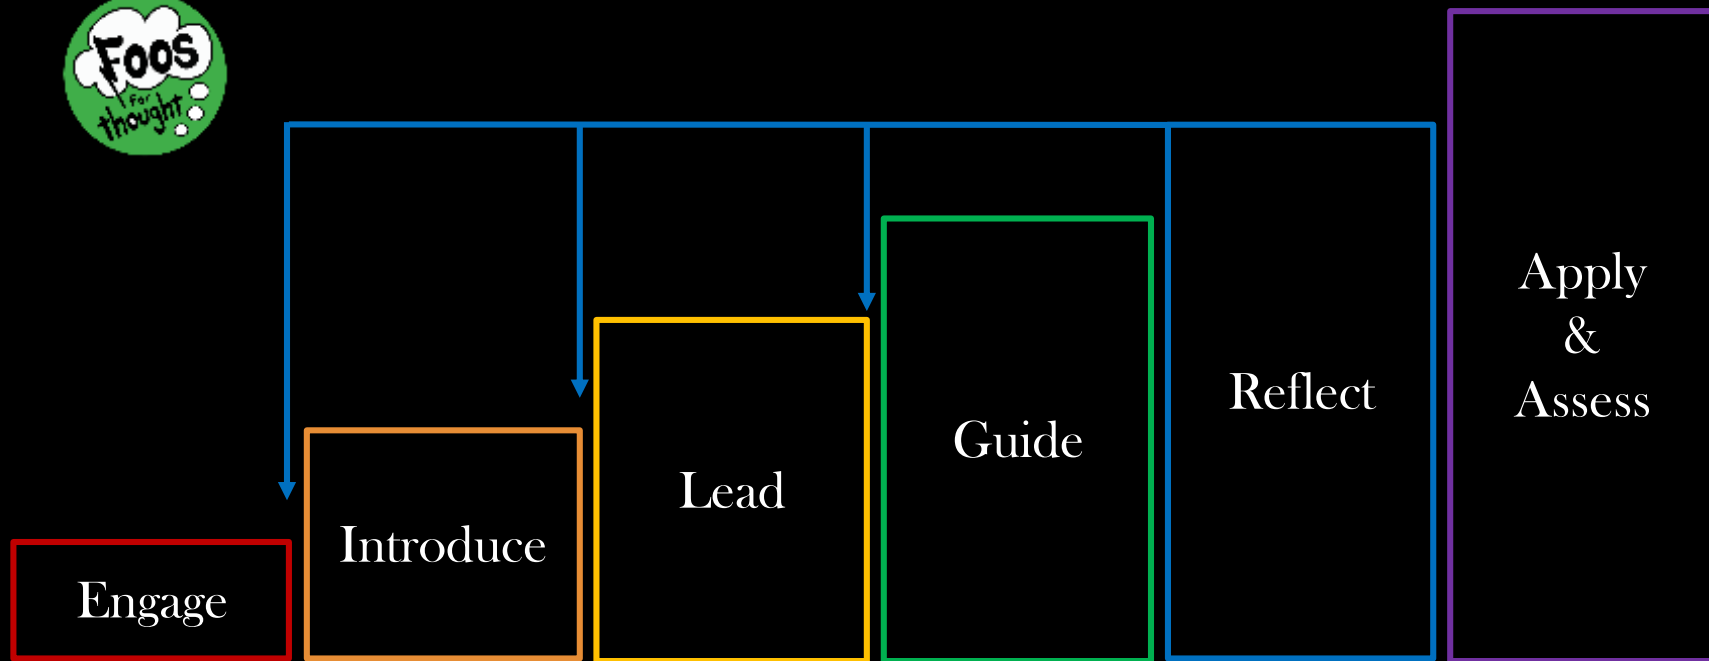 Foos
for
thought
Engage
Introduce
Lead
Guide
Reflect
Apply
&
Assess